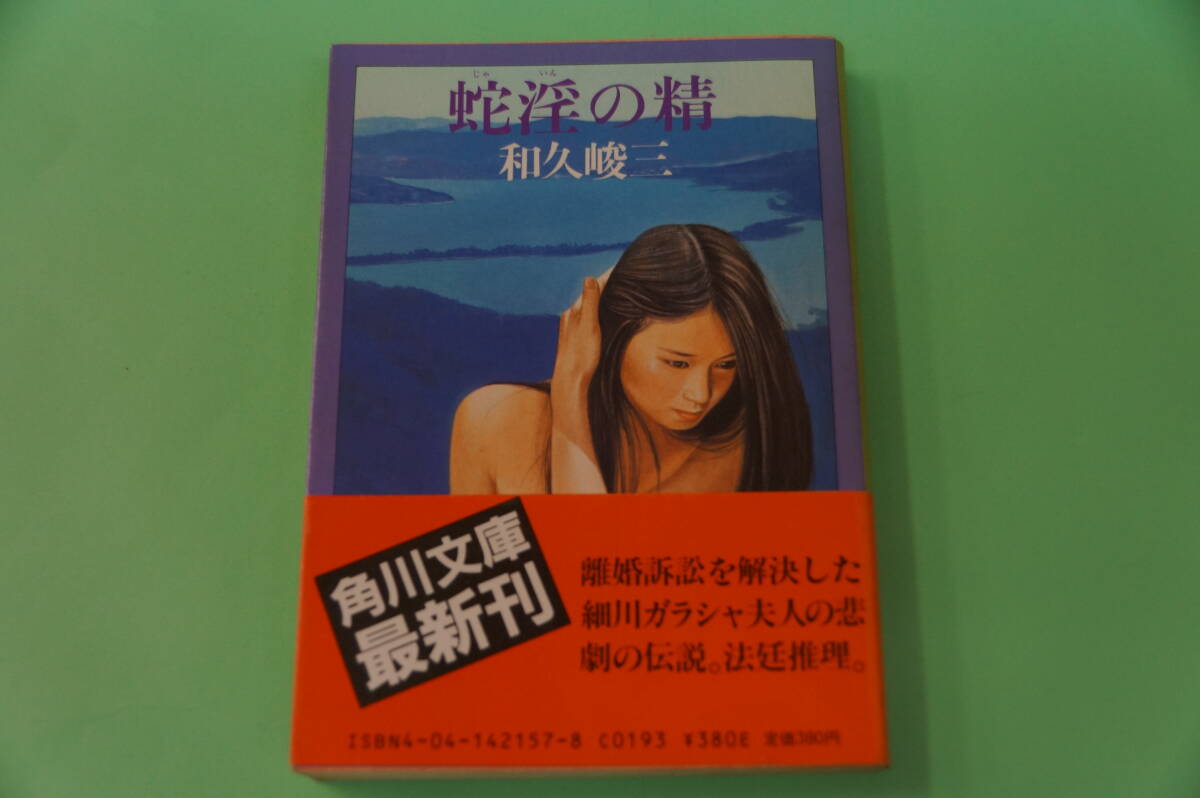 じゃ いん
蛇淫の精
和久峻三
角川文庫
最新刊
離婚訴訟を解決した
細川ガラシャ夫人の悲
劇の伝説。法廷推理。
ISBN4-04-142157-8 C0193 ¥380E 定価380円